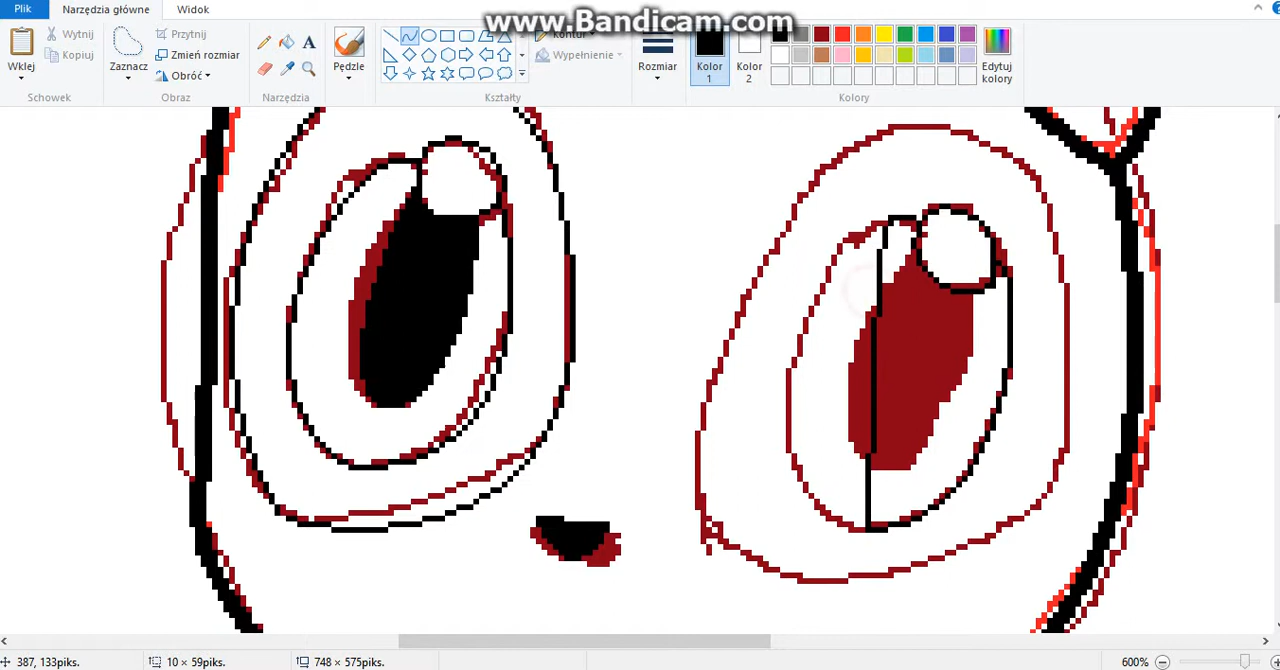 www.Bandicam.com
Plik
Narzędzia główne
Widok
Wklej
Wytnij
Kopiuj
Schowek
Zaznacz
Przytnij
Zmień rozmiar
Obróć
Obraz
A
Narzędzia
Pędzle
Kontur
Wypełnienie
Kształty
Rozmiar
Kolor
1
Kolor
2
Edytuj
kolory
Kolory
387, 133piks.
10 × 59piks.
748 × 575piks.
600%